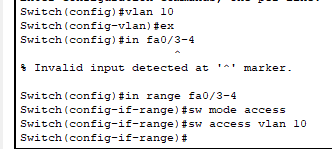 Switch(config)#vlan 10
Switch(config-vlan)#ex
Switch(config)#in fa0/3-4
^
% Invalid input detected at '^' marker.
Switch(config)#in range fa0/3-4
Switch(config-if-range)#sw mode access
Switch(config-if-range)#sw access vlan 10
Switch(config-if-range)#